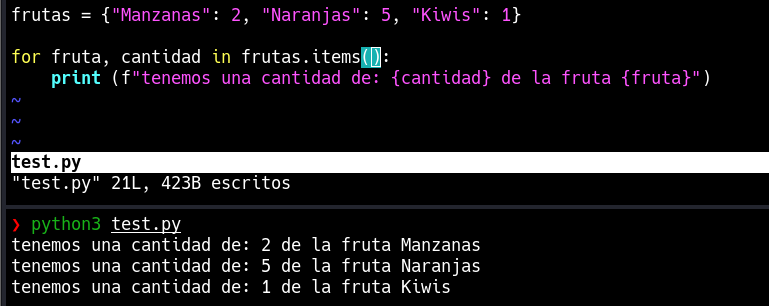 frutas = {"Manzanas": 2, "Naranjas": 5, "Kiwis": 1}
for fruta, cantidad in frutas.items():
    print (f"tenemos una cantidad de: {cantidad} de la fruta {fruta}")
~
~
~
test.py
"test.py" 21L, 423B escritos
❯ python3 test.py
tenemos una cantidad de: 2 de la fruta Manzanas
tenemos una cantidad de: 5 de la fruta Naranjas
tenemos una cantidad de: 1 de la fruta Kiwis